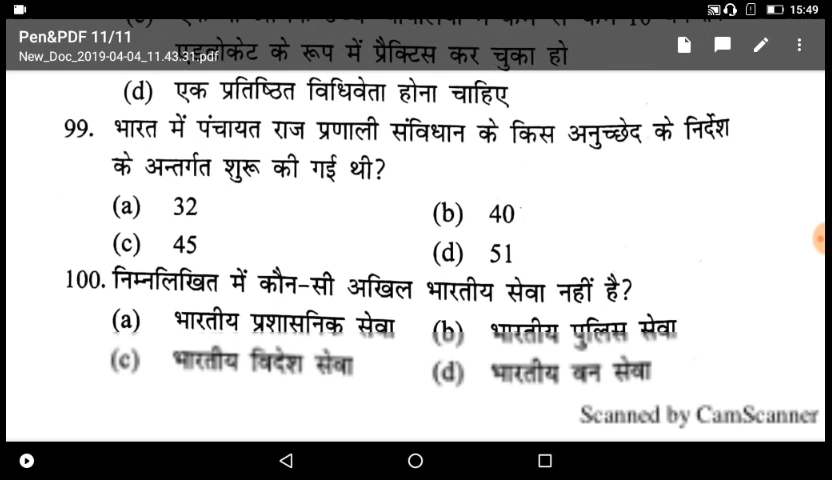 15:49
Pen&PDF 11/11
New_Doc_2019-04-04_11.43.31.pdf
के रूप में प्रैक्टिस कर चुका हो
(d) एक प्रतिष्ठित विधिवेता होना चाहिए
99. भारत में पंचायत राज प्रणाली संविधान के किस अनुच्छेद के निर्देश
के अन्तर्गत शुरू की गई थी?
(a) 32 (b) 40
(c) 45 (d) 51
100. निम्नलिखित में कौन-सी अखिल भारतीय सेवा नहीं है?
(a) भारतीय प्रशासनिक सेवा (b) भारतीय पुलिस सेवा
(c) भारतीय विदेश सेवा (d) भारतीय वन सेवा
Scanned by CamScanner